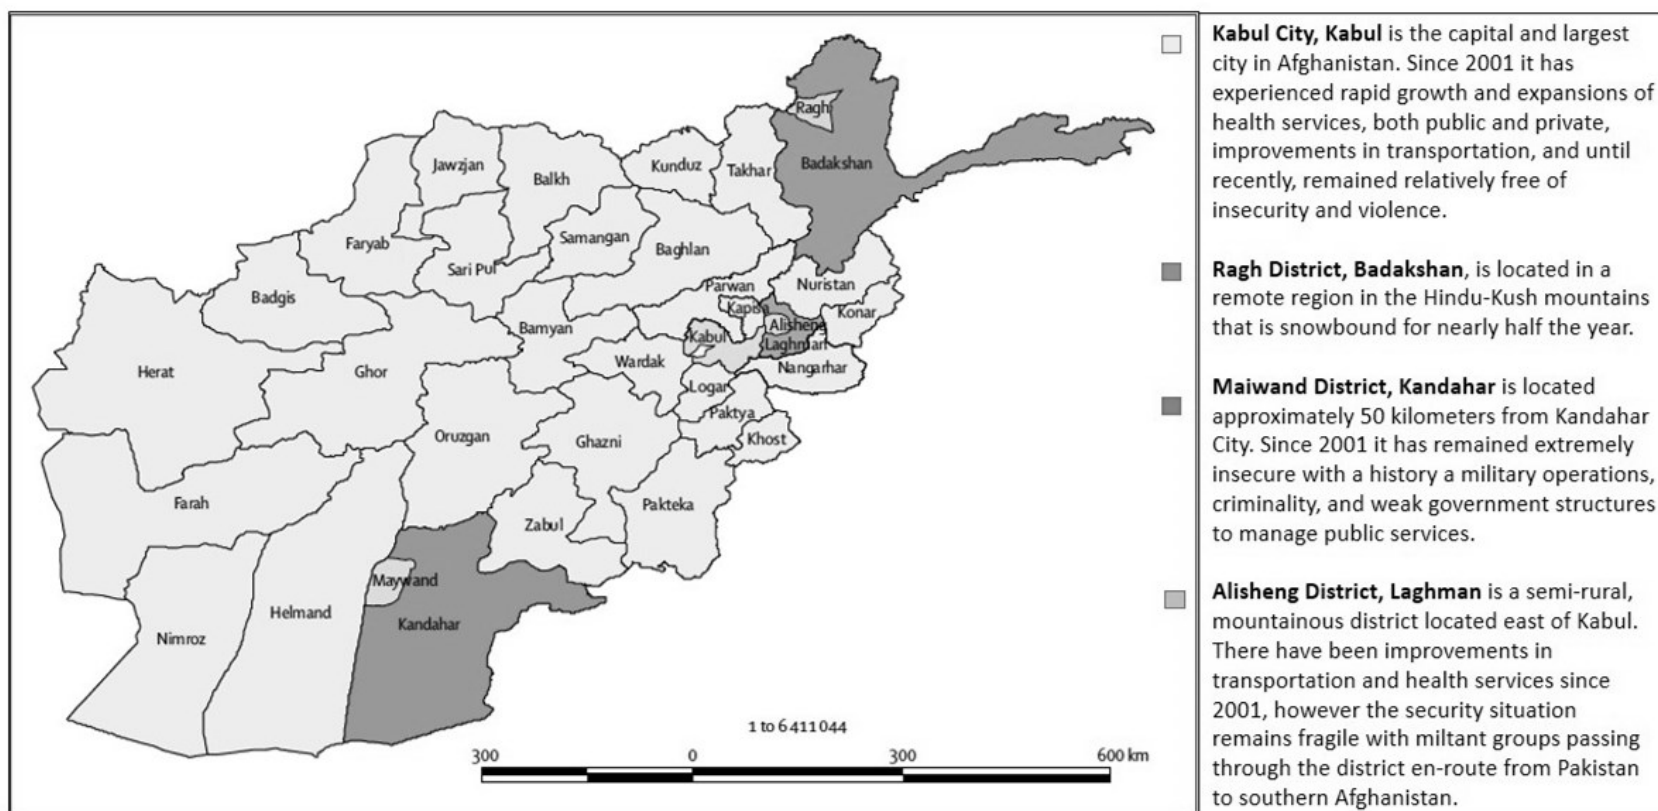 Ragh
Badakshan
Jawzjan
Balkh
Kunduz
Takhar
Faryab
Samangan
Baghlan
Sari Pul
Badgis
Parwan
Nuristan
Kapisa
Konar
Bamyan
Alisheng
Kabul
Laghman
Herat
Ghor
Wardak
Nangarhar
Logar
Paktya
Oruzgan
Ghazni
Khost
Farah
Zabul
Pakteka
Maywand
Helmand
Kandahar
Nimroz
1 to 6 411 044
300 0 300 600 km
Kabul City, Kabul is the capital and largest
city in Afghanistan. Since 2001 it has
experienced rapid growth and expansions of
health services, both public and private,
improvements in transportation, and until
recently, remained relatively free of
insecurity and violence.
Ragh District, Badakshan, is located in a
remote region in the Hindu-Kush mountains
that is snowbound for nearly half the year.
Maiwand District, Kandahar is located
approximately 50 kilometers from Kandahar
City. Since 2001 it has remained extremely
insecure with a history a military operations,
criminality, and weak government structures
to manage public services.
Alisheng District, Laghman is a semi-rural,
mountainous district located east of Kabul.
There have been improvements in
transportation and health services since
2001, however the security situation
remains fragile with miltant groups passing
through the district en-route from Pakistan
to southern Afghanistan.